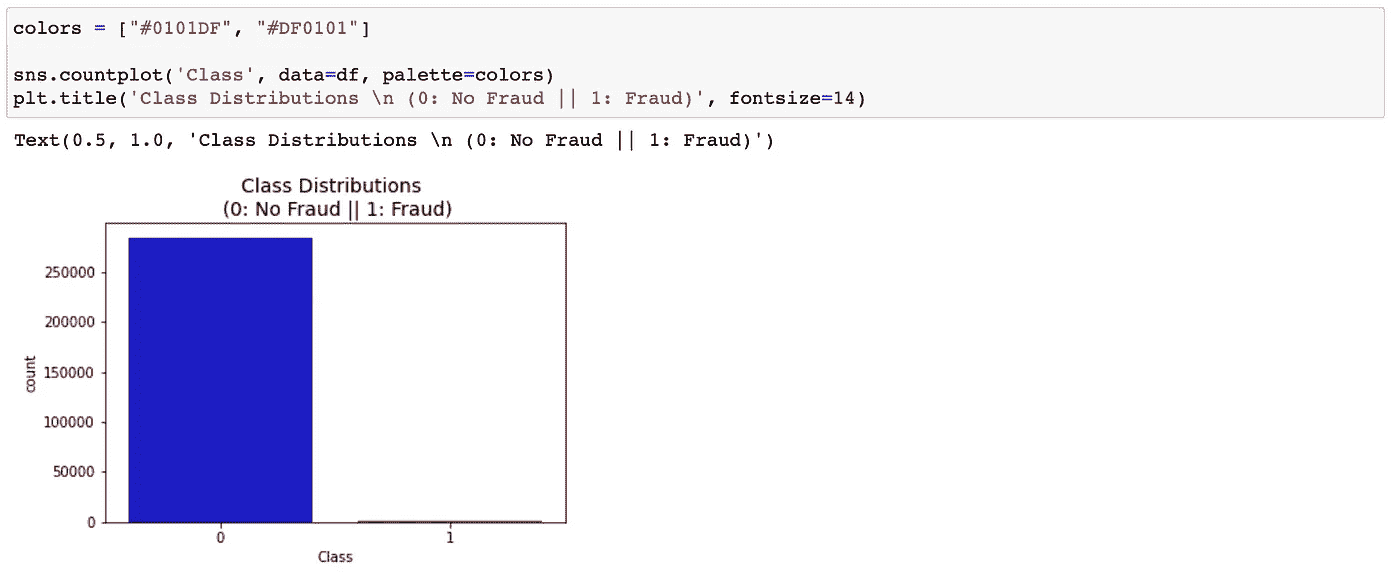 colors = ["#0101DF", "#DF0101"]
sns.countplot('Class', data=df, palette=colors)
plt.title('Class Distributions \n (0: No Fraud || 1: Fraud)', fontsize=14)
Text(0.5, 1.0, 'Class Distributions \n (0: No Fraud || 1: Fraud)')
Class Distributions
(0: No Fraud || 1: Fraud)
250000
200000
150000
100000
50000
0
count
0 1
Class